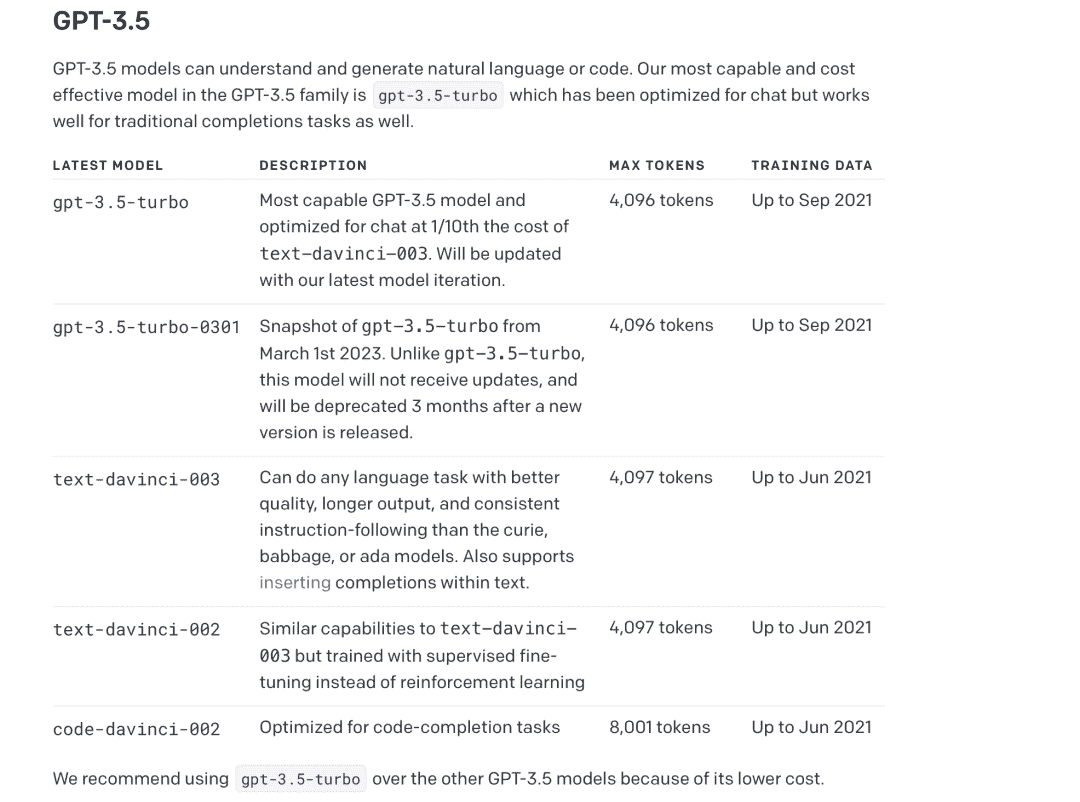 GPT-3.5
GPT-3.5 models can understand and generate natural language or code. Our most capable and cost
effective model in the GPT-3.5 family is gpt-3.5-turbo which has been optimized for chat but works
well for traditional completions tasks as well.
LATEST MODEL DESCRIPTION MAX TOKENS TRAINING DATA
gpt-3.5-turbo Most capable GPT-3.5 model and 4,096 tokens Up to Sep 2021
optimized for chat at 1/10th the cost of
text-davinci-003. Will be updated
with our latest model iteration.
gpt-3.5-turbo-0301 Snapshot of gpt-3.5-turbo from 4,096 tokens Up to Sep 2021
March 1st 2023. Unlike gpt-3.5-turbo,
this model will not receive updates, and
will be deprecated 3 months after a new
version is released.
text-davinci-003 Can do any language task with better 4,097 tokens Up to Jun 2021
quality, longer output, and consistent
instruction-following than the curie,
babbage, or ada models. Also supports
inserting completions within text.
text-davinci-002 Similar capabilities to text-davinci- 4,097 tokens Up to Jun 2021
003 but trained with supervised fine-
tuning instead of reinforcement learning
code-davinci-002 Optimized for code-completion tasks 8,001 tokens Up to Jun 2021
We recommend using gpt-3.5-turbo over the other GPT-3.5 models because of its lower cost.